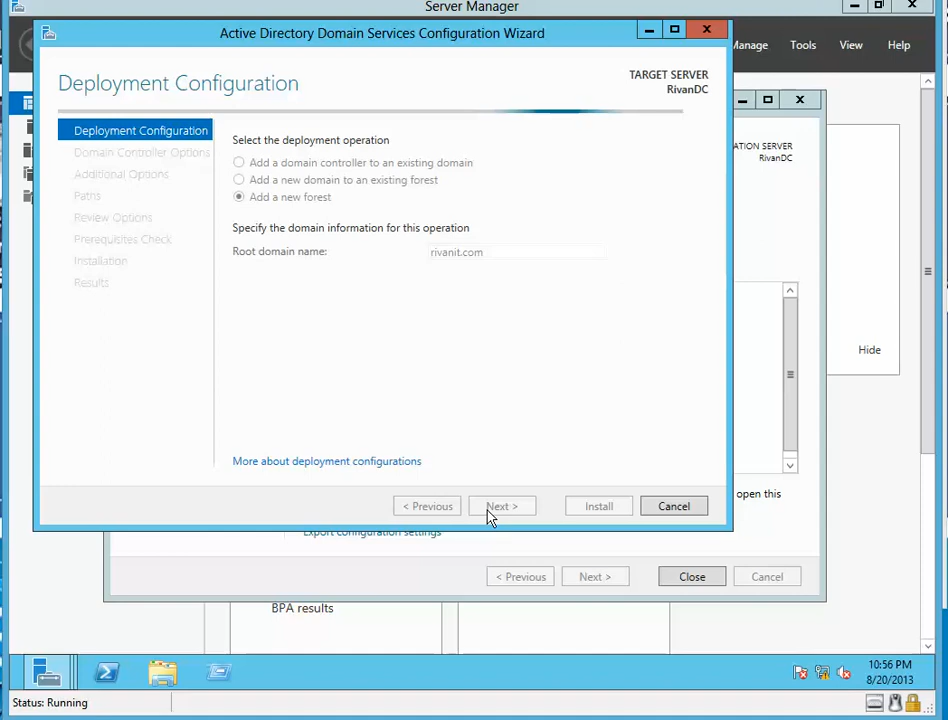 Server Manager
Active Directory Domain Services Configuration Wizard
Manage Tools View Help
Deployment Configuration
TARGET SERVER
RivanDC
Deployment Configuration
Domain Controller Options
Additional Options
Paths
Review Options
Prerequisites Check
Installation
Results
Select the deployment operation
Add a domain controller to an existing domain
Add a new domain to an existing forest
Add a new forest
Specify the domain information for this operation
Root domain name: rivanit.com
More about deployment configurations
< Previous Next > Install Cancel
ATION SERVER
RivanDC
Hide
open this
Export configuration settings
< Previous Next > Close Cancel
BPA results
10:56 PM
8/20/2013
Status: Running